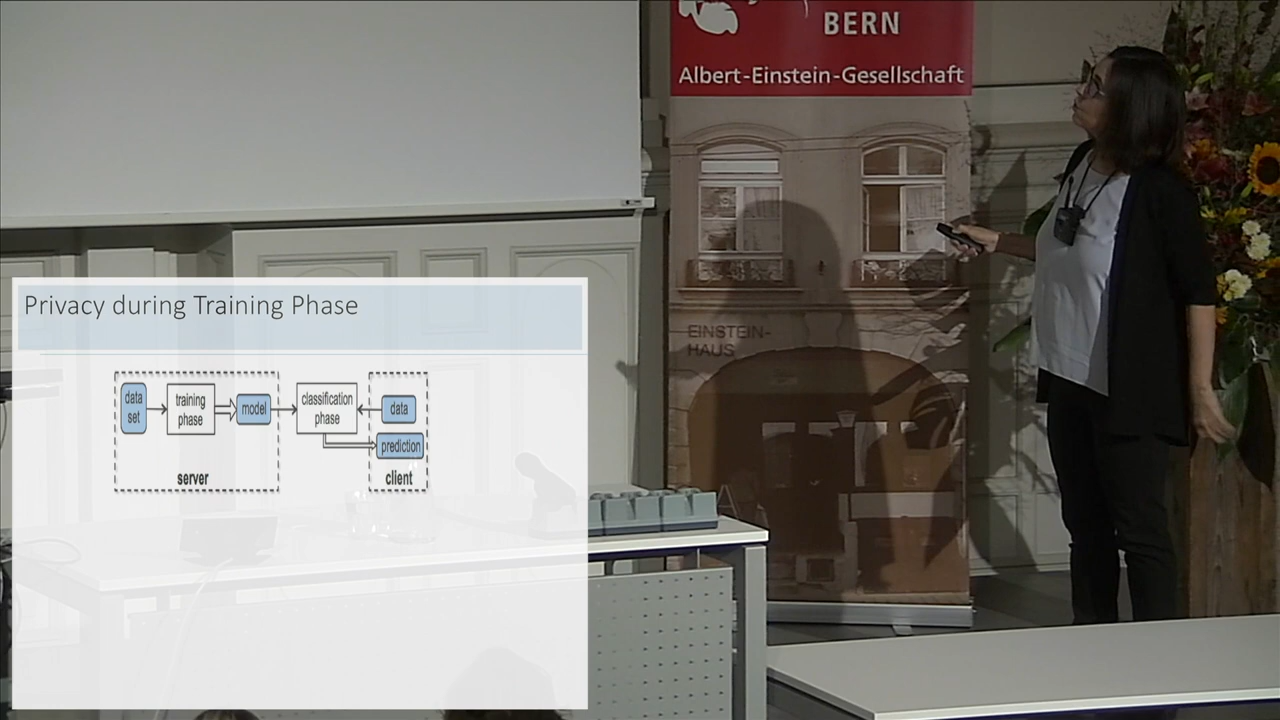 BERN
Albert-Einstein-Gesellschaft
EINSTEIN-
HAUS
Privacy during Training Phase
data
set
training
phase
model
classification
phase
data
prediction
server
client